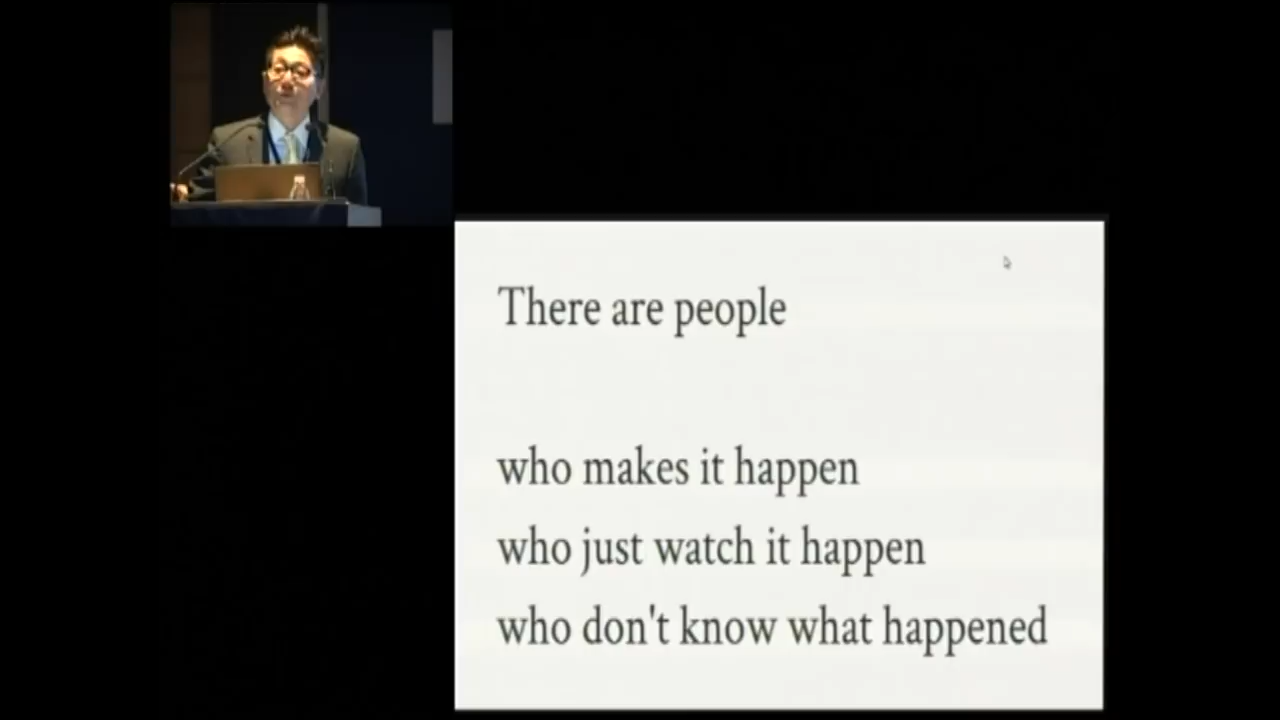 There are people
who makes it happen
who just watch it happen
who don't know what happened